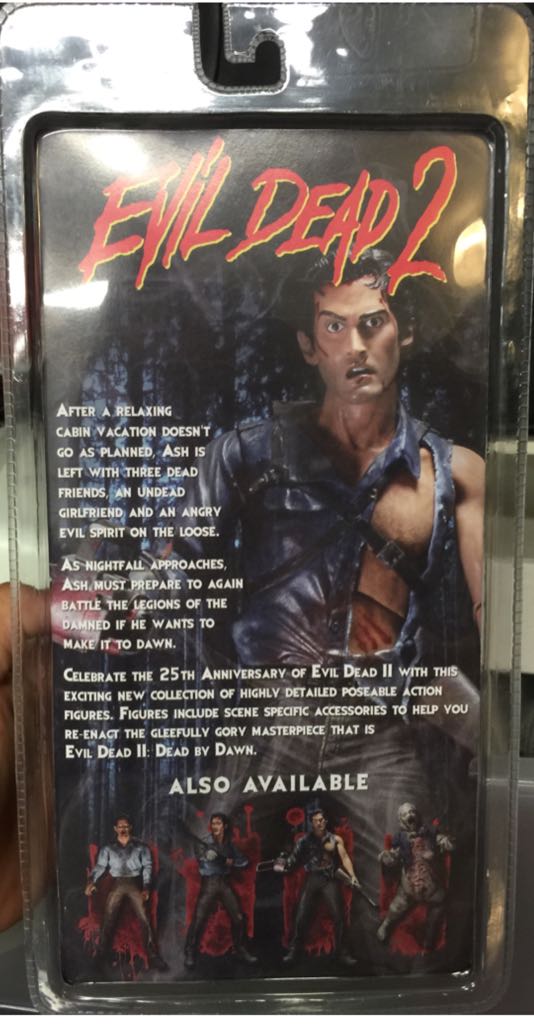 EVIL DEAD 2
AFTER A RELAXING
CABIN VACATION DOESN'T
GO AS PLANNED, ASH IS
LEFT WITH THREE DEAD
FRIENDS, AN UNDEAD
GIRLFRIEND AND AN ANGRY
EVIL SPIRIT ON THE LOOSE.
AS NIGHTFALL APPROACHES,
ASH MUST PREPARE TO AGAIN
BATTLE THE LEGIONS OF THE
DAMNED IF HE WANTS TO
MAKE IT TO DAWN.
CELEBRATE THE 25TH ANNIVERSARY OF EVIL DEAD II WITH THIS
EXCITING NEW COLLECTION OF HIGHLY DETAILED POSEABLE ACTION
FIGURES. FIGURES INCLUDE SCENE SPECIFIC ACCESSORIES TO HELP YOU
RE-ENACT THE GLEEFULLY GORY MASTERPIECE THAT IS
EVIL DEAD II: DEAD BY DAWN.
ALSO AVAILABLE